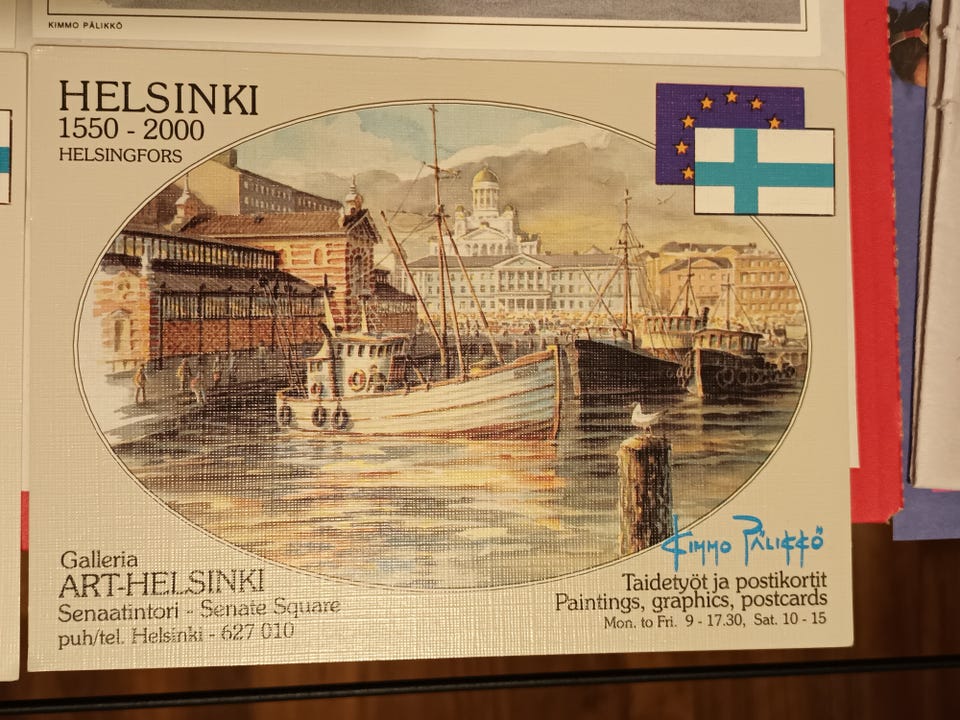 KIMMO PÄLIKKÖ
HELSINKI
1550 - 2000
HELSINGFORS
KIMMO PÄLIKKÖ
Galleria
ART-HELSINKI
Senaatintori - Senate Square
puh/tel. Helsinki - 627 010
Taidetyöt ja postikortit
Paintings, graphics, postcards
Mon. to Fri. 9 - 17.30, Sat. 10 - 15